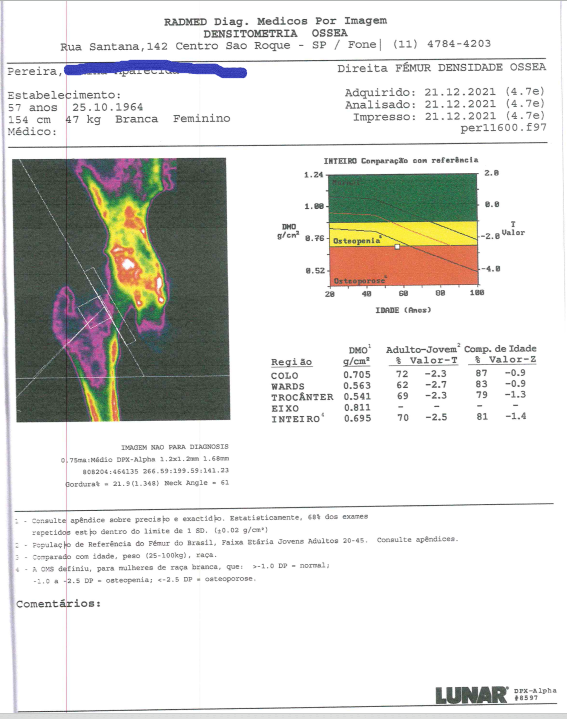 RADMED Diag. Medicos Por Imagem
DENSITOMETRIA OSSEA
Rua Santana,142 Centro Sao Roque - SP / Fone| (11) 4784-4203
Pereira,
Direita FÉMUR DENSIDADE OSSEA
Estabelecimento:
57 anos 25.10.1964
154 cm 47 kg Branca Feminino
Médico:
Adquirido: 21.12.2021 (4.7e)
Analisado: 21.12.2021 (4.7e)
Impresso: 21.12.2021 (4.7e)
per11600.f97
INTEIRO Comparação com referência
DMO
g/cm²
1.24
1.00
0.76
0.52
2.0
0.0
-2.0
-4.0
T
Valor
Osteopenia
Osteoporose
20 40 60 80 100
IDADE (Anos)
DMO¹ Adulto-Jovem² Comp. de Idade
Região g/cm² % Valor-T % Valor-Z
COLO 0.705 72 -2.3 87 -0.9
WARDS 0.563 62 -2.7 83 -0.9
TROCÂNTER 0.541 69 -2.3 79 -1.3
EIXO 0.811 - - - -
INTEIRO⁴ 0.695 70 -2.5 81 -1.4
IMAGEM NAO PARA DIAGNOSIS
0.75ma:Médio DPX-Alpha 1.2x1.2mm 1.68mm
808204:464135 266.59:199.59:141.23
Gordura% = 21.9(1.348) Neck Angle = 61
1 - Consulte apêndice sobre precisão e exactidão. Estatisticamente, 68% dos exames
repetidos estão dentro do limite de 1 SD. (±0.02 g/cm²)
2 - População de Referência do Fêmur do Brasil, Faixa Etária Jovens Adultos 20-45. Consulte apêndices.
3 - Comparado com idade, peso (25-100kg), raça.
4 - A OMS definiu, para mulheres de raça branca, que: >-1.0 DP = normal;
-1.0 a -2.5 DP = osteopenia; <-2.5 DP = osteoporose.
Comentários:
LUNAR® DPX-Alpha
#8597